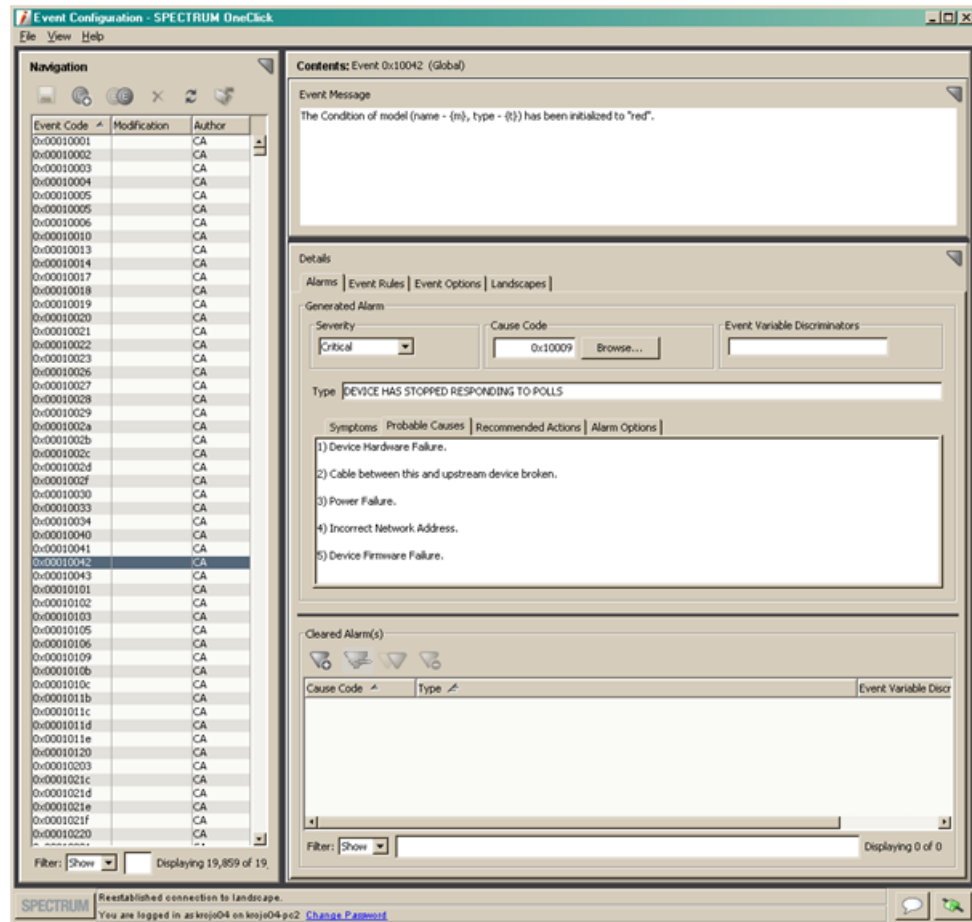 Event Configuration - SPECTRUM OneClick
File View Help
Navigation
Event Code Modification Author
0x00010001 CA
0x00010002 CA
0x00010003 CA
0x00010004 CA
0x00010005 CA
0x00010005 CA
0x00010006 CA
0x00010010 CA
0x00010013 CA
0x00010014 CA
0x00010017 CA
0x00010018 CA
0x00010019 CA
0x00010020 CA
0x00010021 CA
0x00010022 CA
0x00010023 CA
0x00010026 CA
0x00010027 CA
0x00010028 CA
0x00010029 CA
0x0001002a CA
0x0001002b CA
0x0001002c CA
0x0001002d CA
0x0001002f CA
0x00010030 CA
0x00010033 CA
0x00010034 CA
0x00010040 CA
0x00010041 CA
0x00010042 CA
0x00010043 CA
0x00010101 CA
0x00010102 CA
0x00010103 CA
0x00010105 CA
0x00010106 CA
0x00010109 CA
0x0001010b CA
0x0001010c CA
0x0001011b CA
0x0001011c CA
0x0001011d CA
0x0001011e CA
0x00010120 CA
0x00010203 CA
0x0001021c CA
0x0001021d CA
0x0001021e CA
0x0001021f CA
0x00010220 CA
Filter: Show Displaying 19,859 of 19,
Contents: Event 0x10042 (Global)
Event Message
The Condition of model (name - {m}, type - {t}) has been initialized to "red".
Details
Alarms Event Rules Event Options Landscapes
Generated Alarm
Severity Cause Code Event Variable Discriminators
Critical 0x10009 Browse...
Type DEVICE HAS STOPPED RESPONDING TO POLLS
Symptoms Probable Causes Recommended Actions Alarm Options
1) Device Hardware Failure.
2) Cable between this and upstream device broken.
3) Power Failure.
4) Incorrect Network Address.
5) Device Firmware Failure.
Cleared Alarm(s)
Cause Code Type Event Variable Discr
Filter: Show Displaying 0 of 0
SPECTRUM
Reestablished connection to landscape.
You are logged in as krojo04 on krojo04-pc2 Change Password